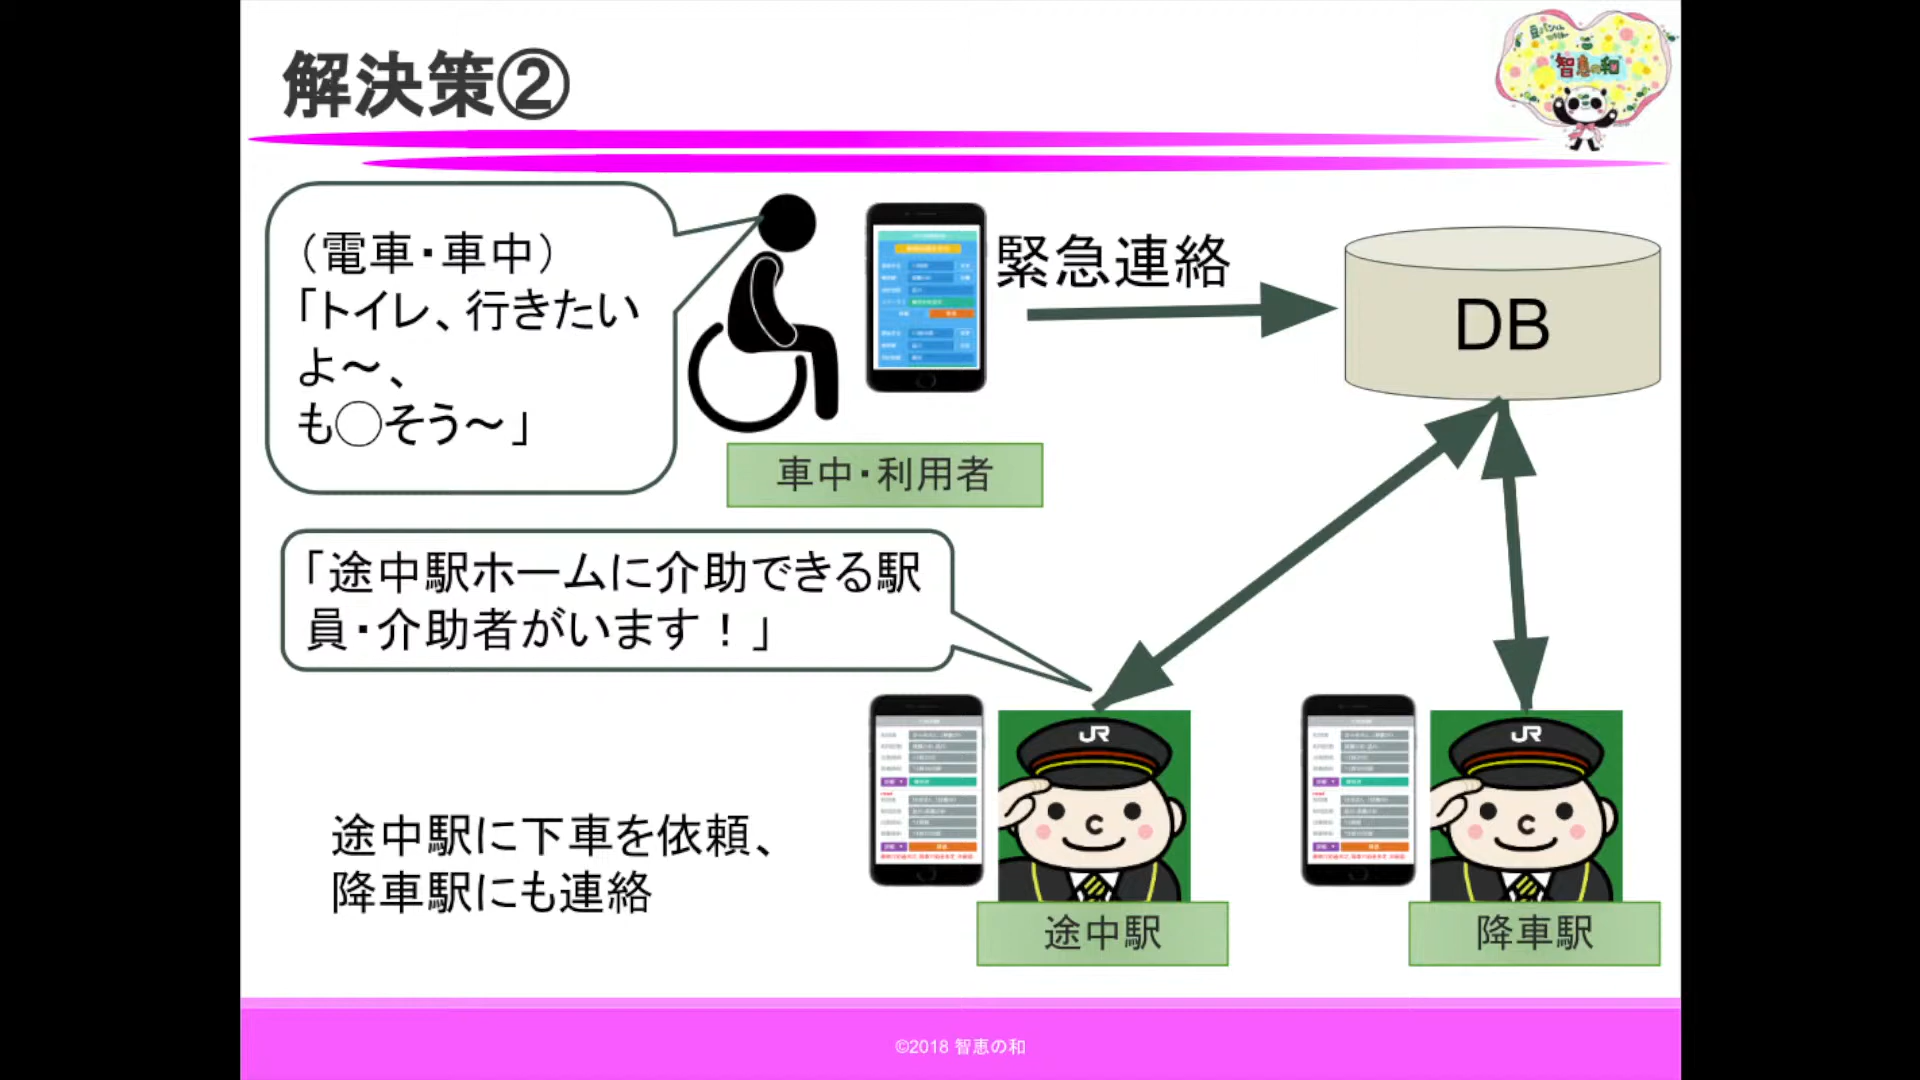 解決策②
智恵の和
（電車・車中）
「トイレ、行きたい
よ～、
も◯そう～」
緊急連絡
DB
車中・利用者
「途中駅ホームに介助できる駅
員・介助者がいます！」
JR
JR
途中駅に下車を依頼、
降車駅にも連絡
途中駅
降車駅
©2018 智恵の和